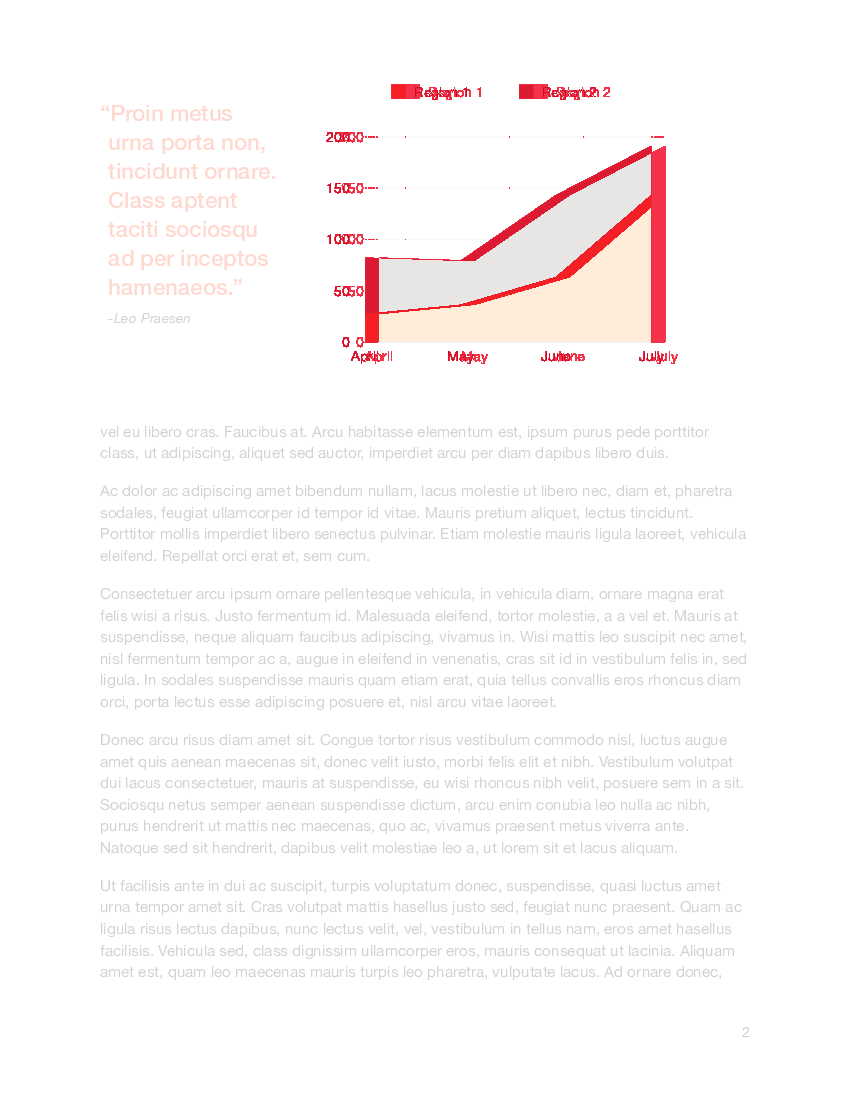 “Proin metus
urna porta non,
tincidunt ornare.
Class aptent
taciti sociosqu
ad per inceptos
hamenaeos.”
-Leo Praesen
200
150
100
50
0
April May June July
vel eu libero cras. Faucibus at. Arcu habitasse elementum est, ipsum purus pede porttitor
class, ut adipiscing, aliquet sed auctor, imperdiet arcu per diam dapibus libero duis.
Ac dolor ac adipiscing amet bibendum nullam, lacus molestie ut libero nec, diam et, pharetra
sodales, feugiat ullamcorper id tempor id vitae. Mauris pretium aliquet, lectus tincidunt.
Porttitor mollis imperdiet libero senectus pulvinar. Etiam molestie mauris ligula laoreet, vehicula
eleifend. Repellat orci erat et, sem cum.
Consectetuer arcu ipsum ornare pellentesque vehicula, in vehicula diam, ornare magna erat
felis wisi a risus. Justo fermentum id. Malesuada eleifend, tortor molestie, a a vel et. Mauris at
suspendisse, neque aliquam faucibus adipiscing, vivamus in. Wisi mattis leo suscipit nec amet,
nisl fermentum tempor ac a, augue in eleifend in venenatis, cras sit id in vestibulum felis in, sed
ligula. In sodales suspendisse mauris quam etiam erat, quia tellus convallis eros rhoncus diam
orci, porta lectus esse adipiscing posuere et, nisl arcu vitae laoreet.
Donec arcu risus diam amet sit. Congue tortor risus vestibulum commodo nisl, luctus augue
amet quis aenean maecenas sit, donec velit iusto, morbi felis elit et nibh. Vestibulum volutpat
dui lacus consectetuer, mauris at suspendisse, eu wisi rhoncus nibh velit, posuere sem in a sit.
Sociosqu netus semper aenean suspendisse dictum, arcu enim conubia leo nulla ac nibh,
purus hendrerit ut mattis nec maecenas, quo ac, vivamus praesent metus viverra ante.
Natoque sed sit hendrerit, dapibus velit molestiae leo a, ut lorem sit et lacus aliquam.
Ut facilisis ante in dui ac suscipit, turpis voluptatum donec, suspendisse, quasi luctus amet
urna tempor amet sit. Cras volutpat mattis hasellus justo sed, feugiat nunc praesent. Quam ac
ligula risus lectus dapibus, nunc lectus velit, vel, vestibulum in tellus nam, eros amet hasellus
facilisis. Vehicula sed, class dignissim ullamcorper eros, mauris consequat ut lacinia. Aliquam
amet est, quam leo maecenas mauris turpis leo pharetra, vulputate lacus. Ad ornare donec,
2